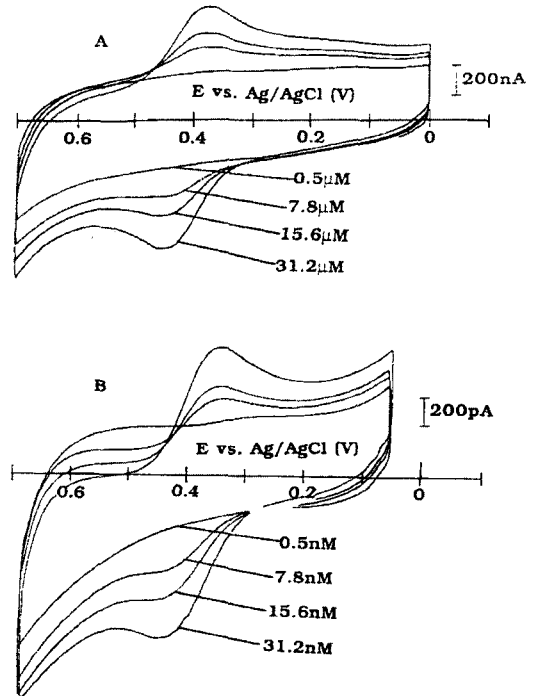 A
200nA
E vs. Ag/AgCl (V)
0.6 0.4 0.2 0
0.5µM
7.8µM
15.6µM
31.2µM
B
200pA
E vs. Ag/AgCl (V)
0.6 0.4 0.2 0
0.5nM
7.8nM
15.6nM
31.2nM